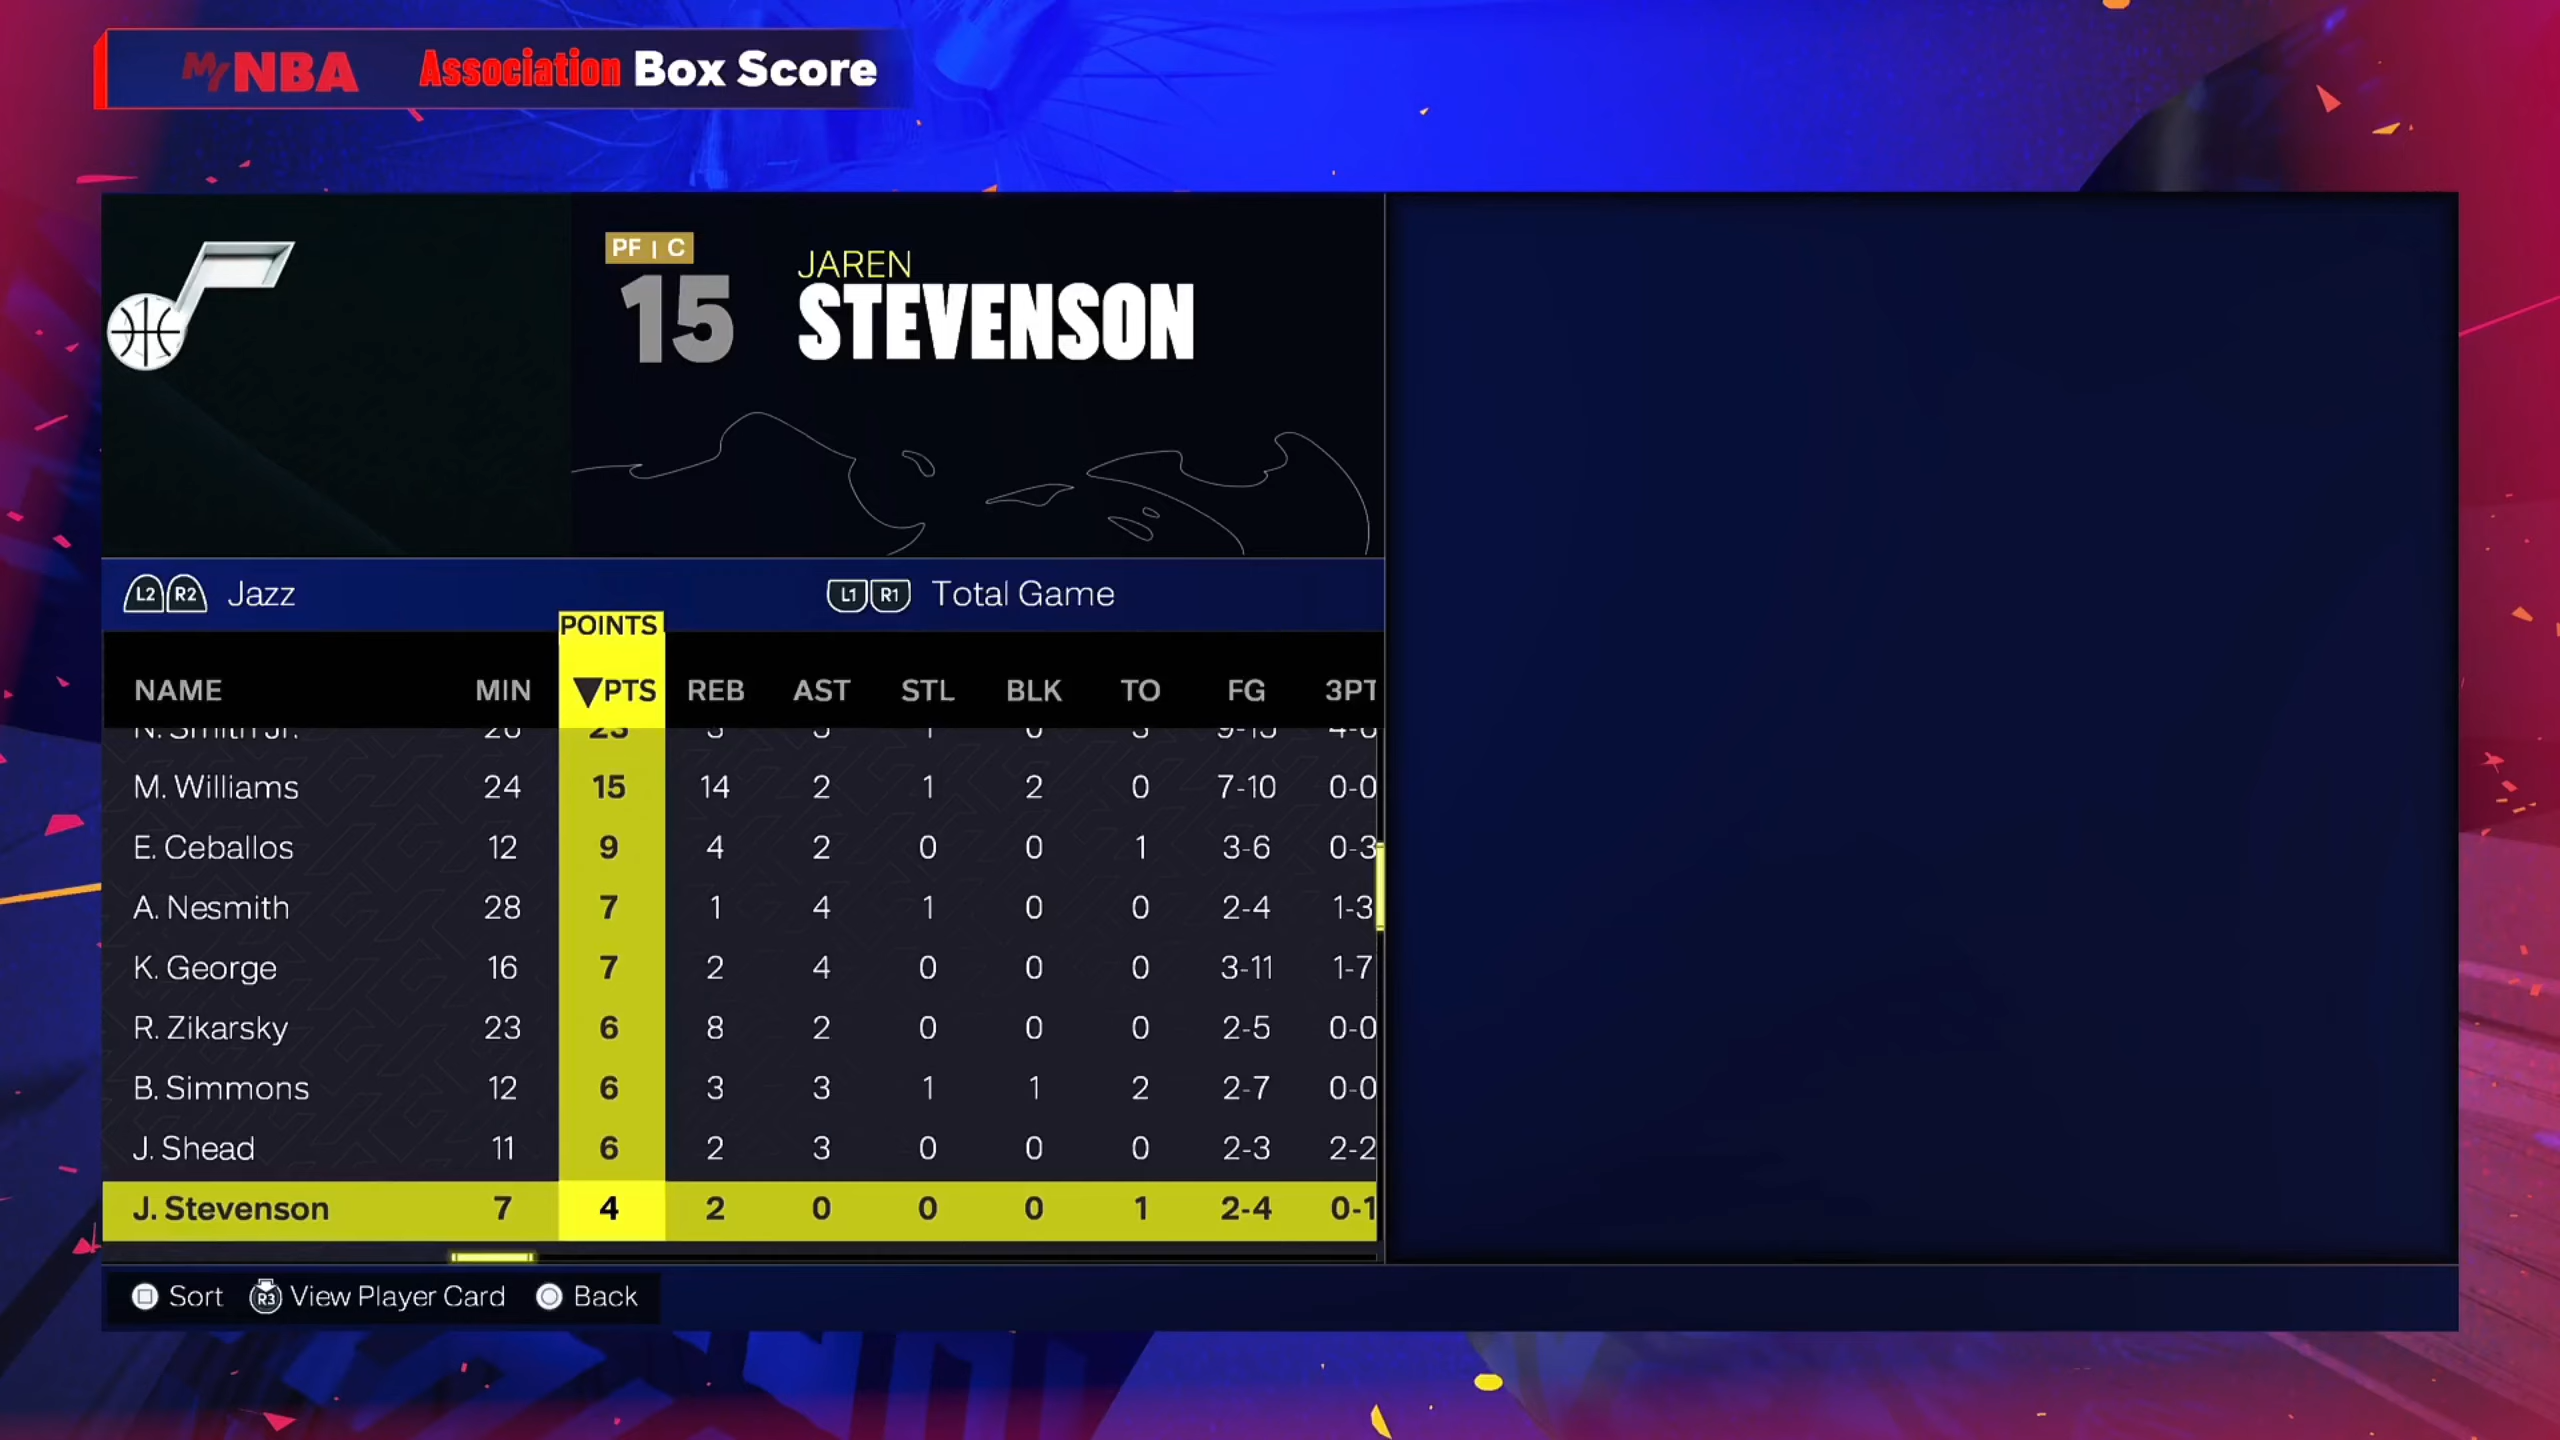 MyNBA Association Box Score
PF | C
15
JAREN
STEVENSON
L2 R2 Jazz L1 R1 Total Game
POINTS
NAME MIN ▼PTS REB AST STL BLK TO FG 3PT
N. Smith Jr.
M. Williams 24 15 14 2 1 2 0 7-10 0-0
E. Ceballos 12 9 4 2 0 0 1 3-6 0-3
A. Nesmith 28 7 1 4 1 0 0 2-4 1-3
K. George 16 7 2 4 0 0 0 3-11 1-7
R. Zikarsky 23 6 8 2 0 0 0 2-5 0-0
B. Simmons 12 6 3 3 1 1 2 2-7 0-0
J. Shead 11 6 2 3 0 0 0 2-3 2-2
J. Stevenson 7 4 2 0 0 0 1 2-4 0-1
Sort R3 View Player Card Back